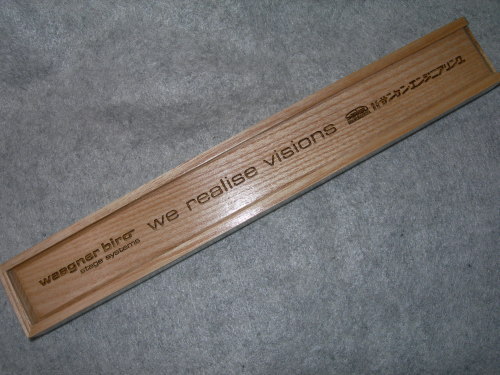 waagner biro
stage systems
we realise visions
㈱サンケンエンジニアリング